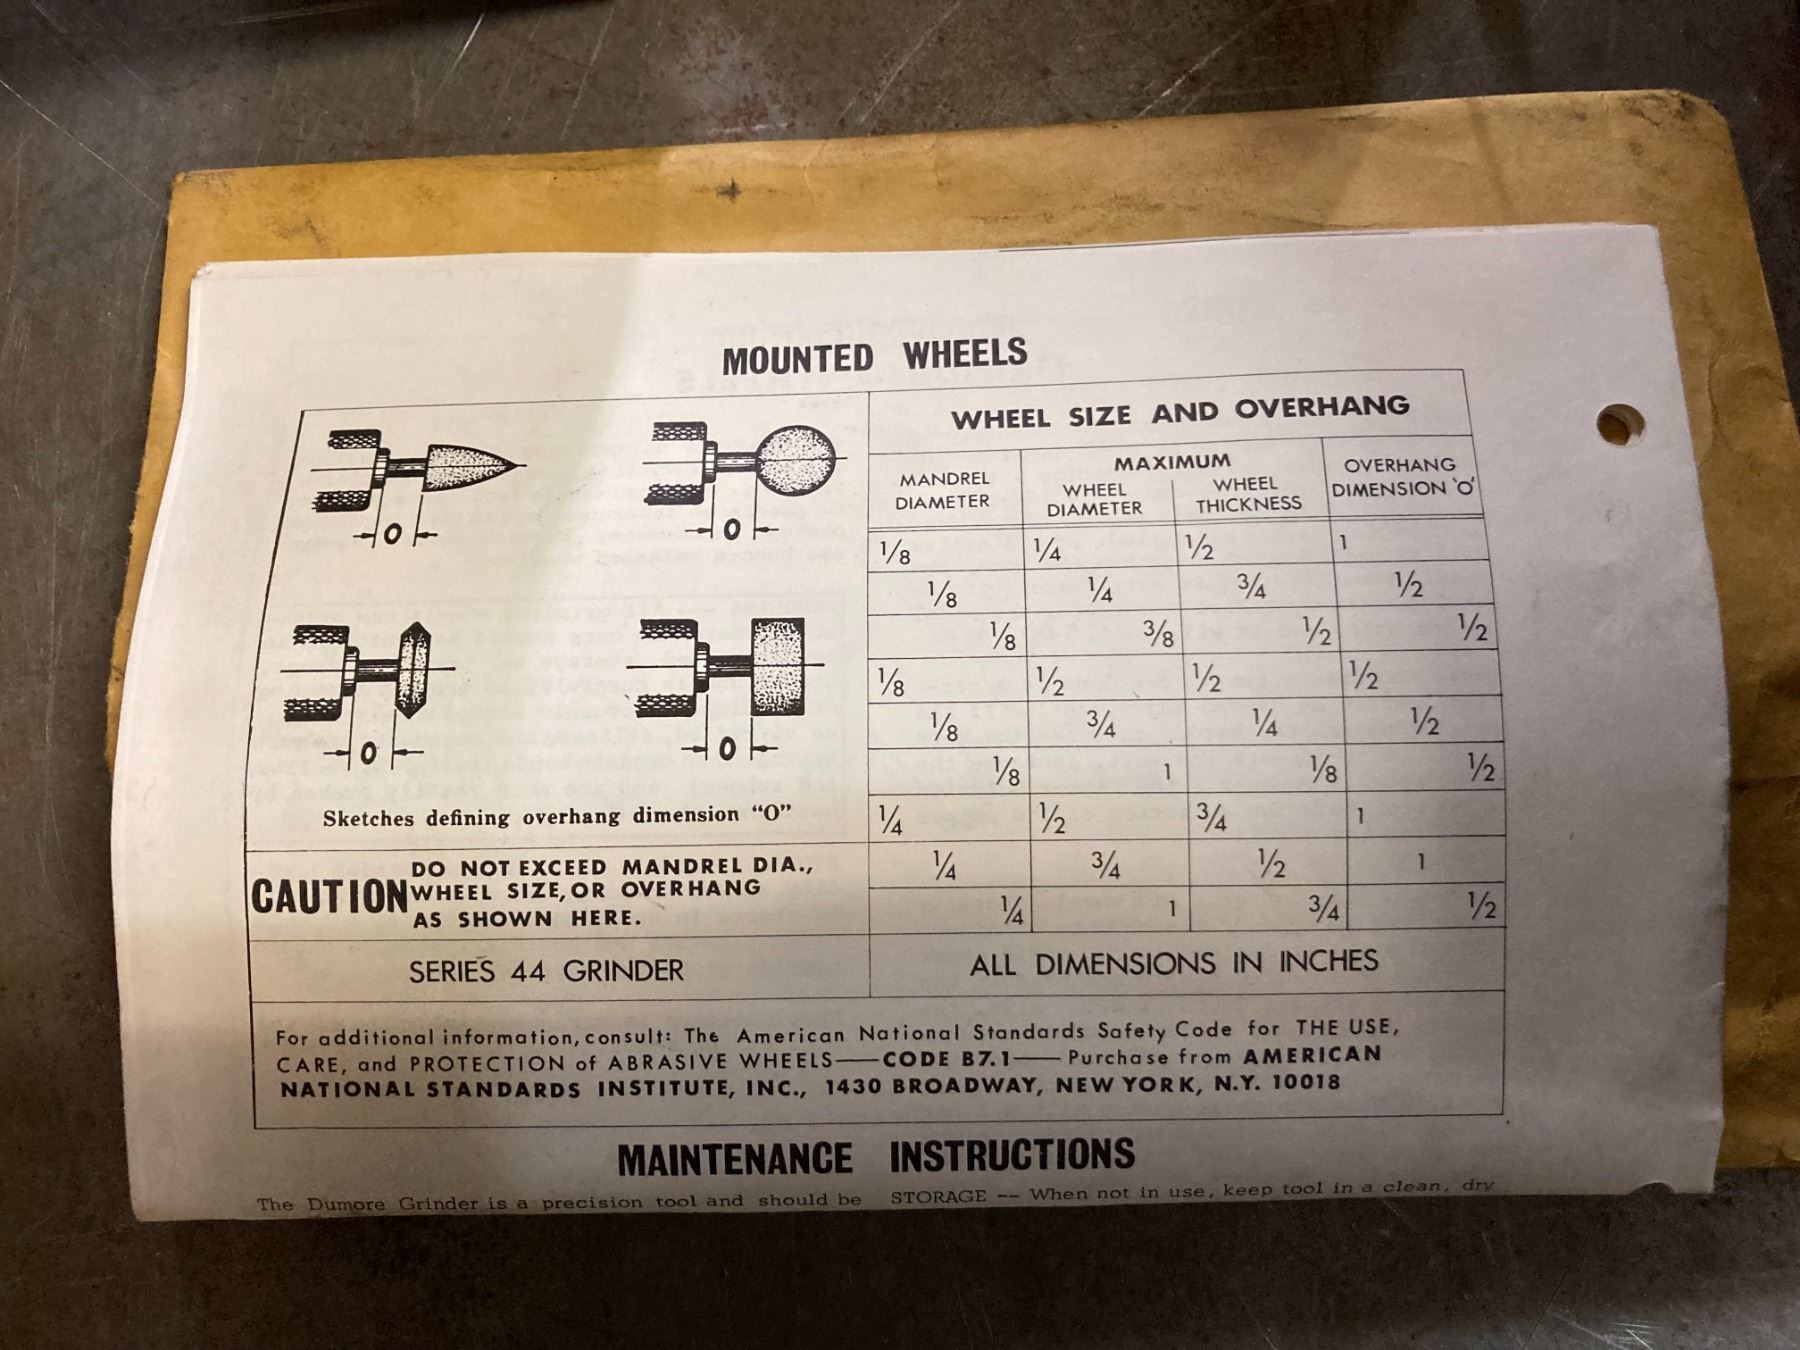 MOUNTED WHEELS
O
O
O
O
Sketches defining overhang dimension “O”
CAUTION
DO NOT EXCEED MANDREL DIA.,
WHEEL SIZE, OR OVERHANG
AS SHOWN HERE.
SERIES 44 GRINDER
WHEEL SIZE AND OVERHANG
MANDREL DIAMETER
MAXIMUM
WHEEL DIAMETER
WHEEL THICKNESS
OVERHANG DIMENSION 'O'
1/8 1/4 1/2 1
1/8 1/4 3/4 1/2
1/8 3/8 1/2 1/2
1/8 1/2 1/2 1/2
1/8 3/4 1/4 1/2
1/8 1 1/8 1/2
1/4 1/2 3/4 1
1/4 3/4 1/2 1
1/4 1 3/4 1/2
ALL DIMENSIONS IN INCHES
For additional information, consult: The American National Standards Safety Code for THE USE,
CARE, and PROTECTION of ABRASIVE WHEELS—CODE B7.1—Purchase from AMERICAN
NATIONAL STANDARDS INSTITUTE, INC., 1430 BROADWAY, NEW YORK, N.Y. 10018
MAINTENANCE INSTRUCTIONS
The Dumore Grinder is a precision tool and should be
STORAGE -- When not in use, keep tool in a clean, dry